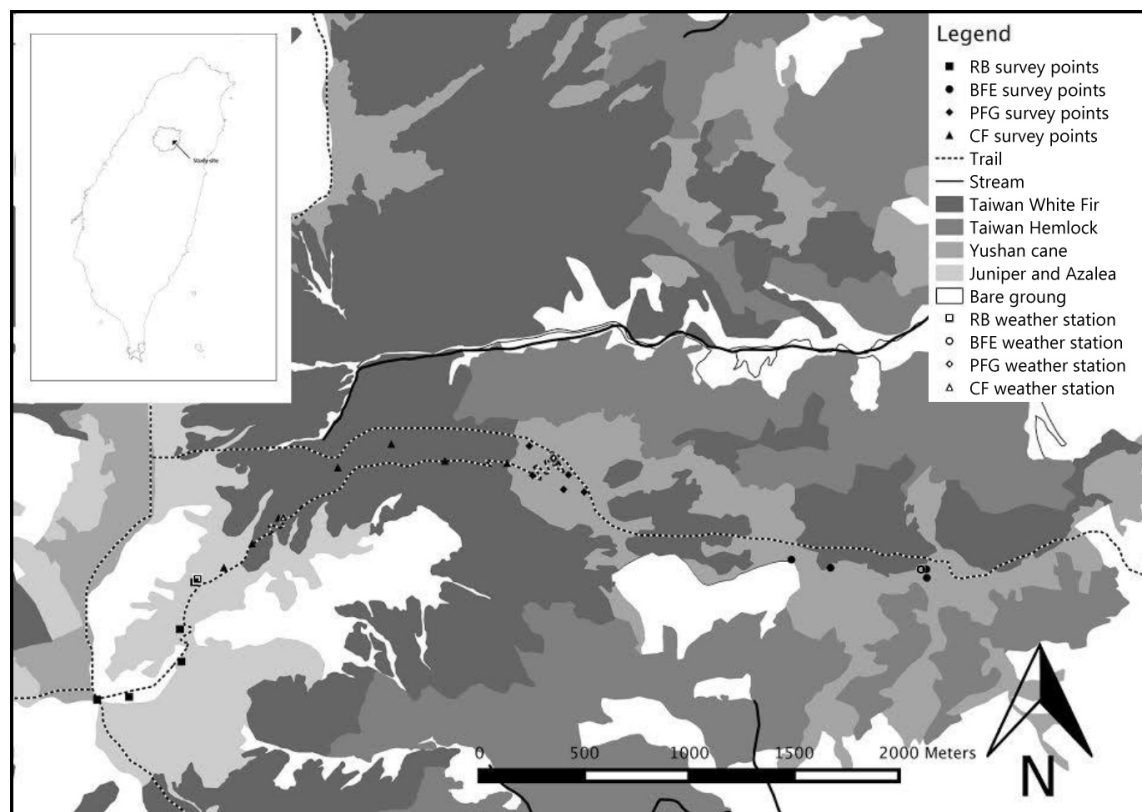 Study site
Legend
RB survey points
BFE survey points
PFG survey points
CF survey points
Trail
Stream
Taiwan White Fir
Taiwan Hemlock
Yushan cane
Juniper and Azalea
Bare groung
RB weather station
BFE weather station
PFG weather station
CF weather station
0 500 1000 1500 2000 Meters
N